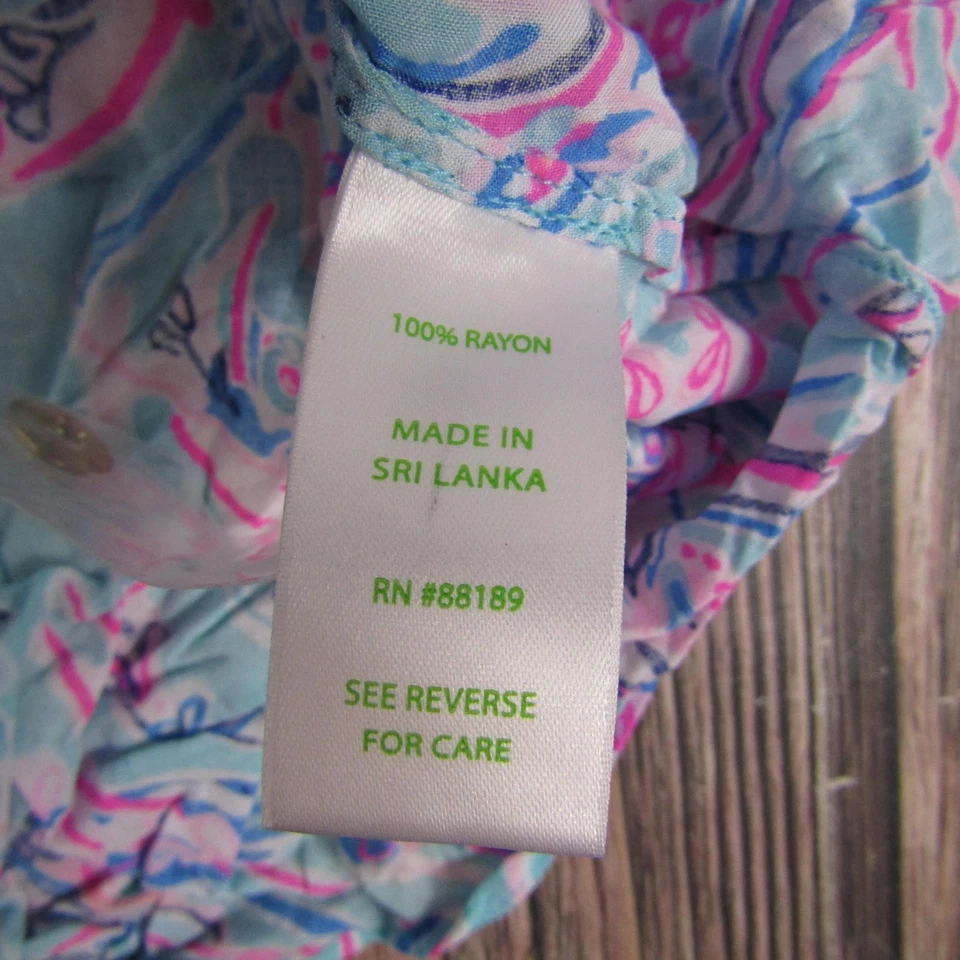 100% RAYON
MADE IN
SRI LANKA
RN #88189
SEE REVERSE
FOR CARE